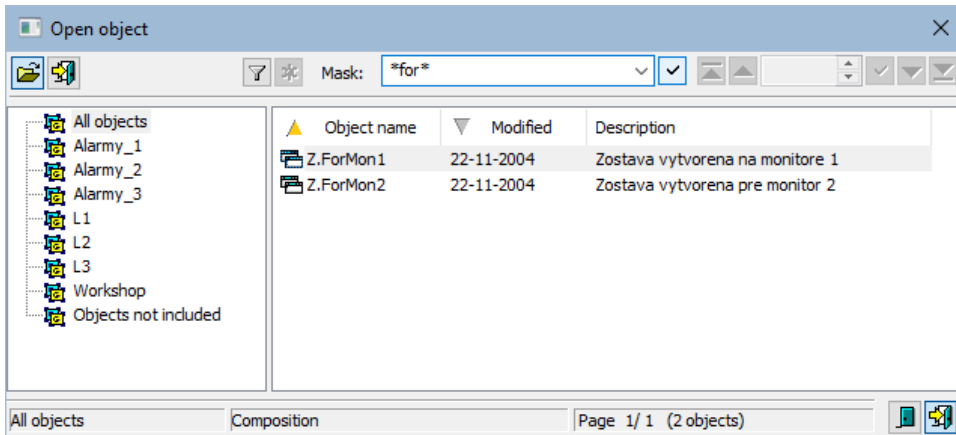 Open object
Mask: *for*
All objects
Alarmy_1
Alarmy_2
Alarmy_3
L1
L2
L3
Workshop
Objects not included
Object name Modified Description
Z.ForMon1 22-11-2004 Zostava vytvorena na monitore 1
Z.ForMon2 22-11-2004 Zostava vytvorena pre monitor 2
All objects Composition Page 1/ 1 (2 objects)